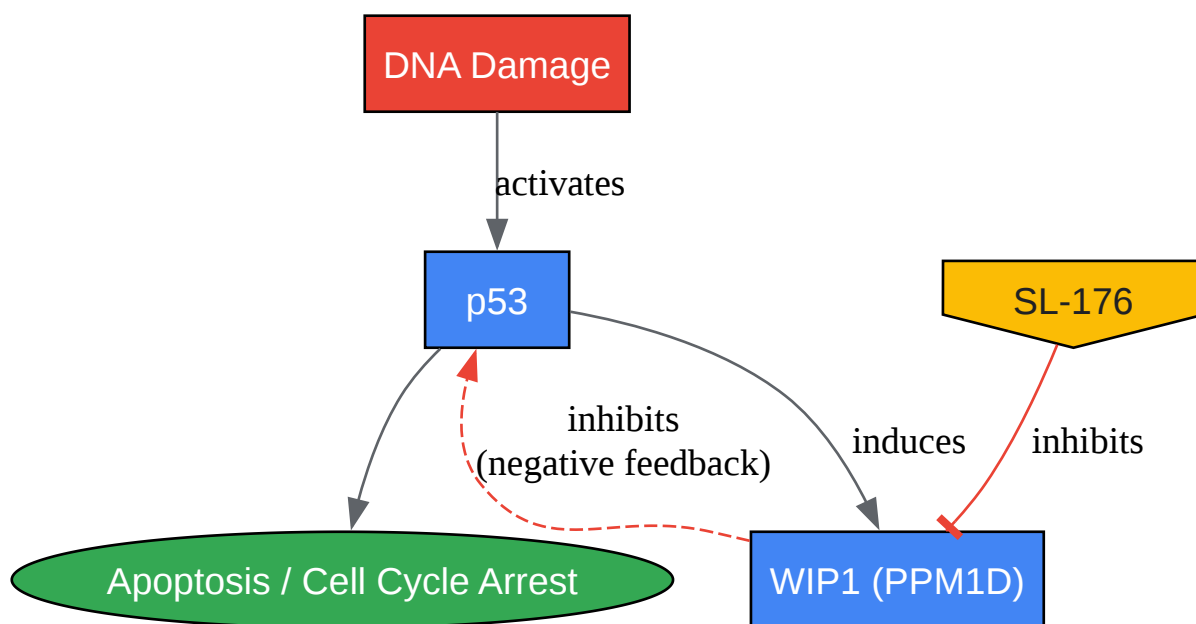 DNA Damage
activates
p53
SL-176
inhibits
(negative feedback)
induces
inhibits
Apoptosis / Cell Cycle Arrest
WIP1 (PPM1D)